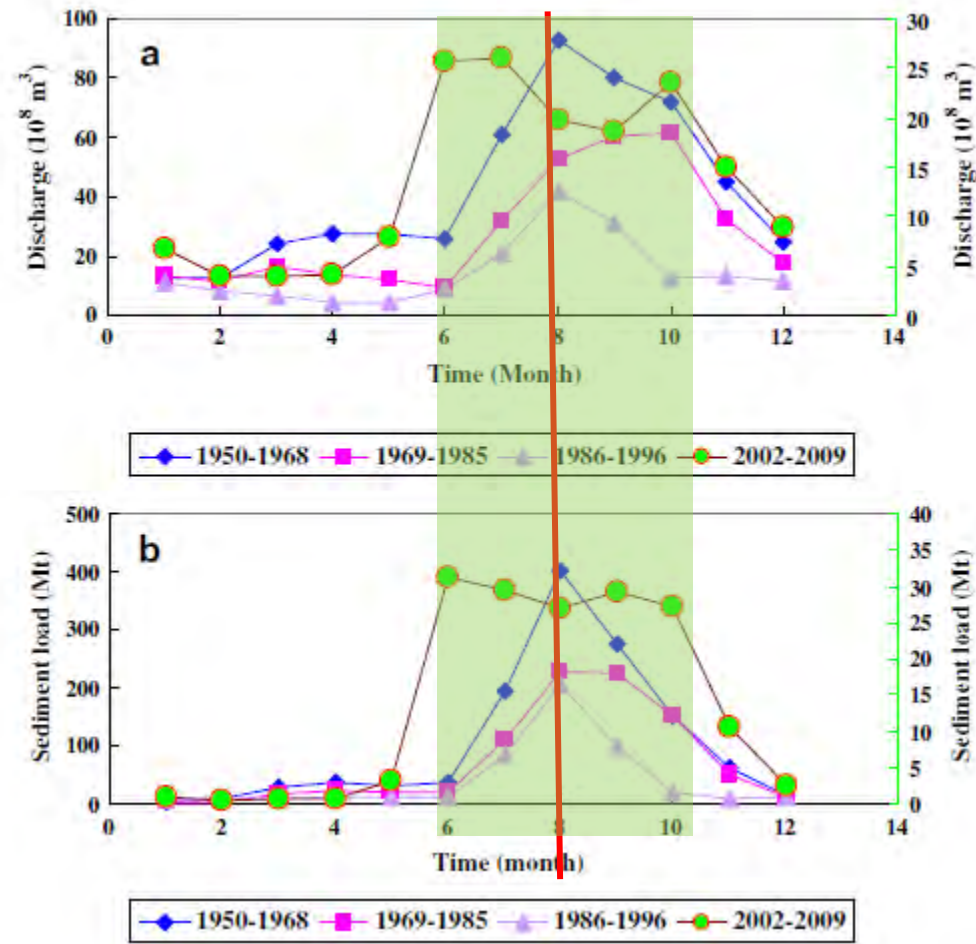 a
Discharge (10⁸ m³)
100
80
60
40
20
0
30
25
20
15
10
5
0
Discharge (10⁸ m³)
0 2 4 6 8 10 12 14
Time (Month)
1950-1968 1969-1985 1986-1996 2002-2009
b
Sediment load (Mt)
500
400
300
200
100
0
40
35
30
25
20
15
10
5
0
Sediment load (Mt)
0 2 4 6 8 10 12 14
Time (month)
1950-1968 1969-1985 1986-1996 2002-2009